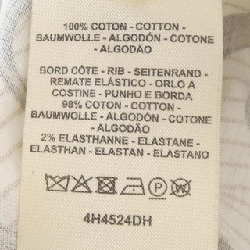 100% COTON - COTTON -
BAUMWOLLE - ALGODÓN - COTONE
- ALGODÃO
BORD CÔTE - RIB - SEITENRAND -
REMATE ELÁSTICO - ORLO A
COSTINE - PUNHO E BORDA
98% COTON - COTTON -
BAUMWOLLE - ALGODÓN - COTONE
- ALGODÃO
2% ELASTHANNE - ELASTANE -
ELASTHAN - ELASTAN - ELASTANO
P W
4H4524DH